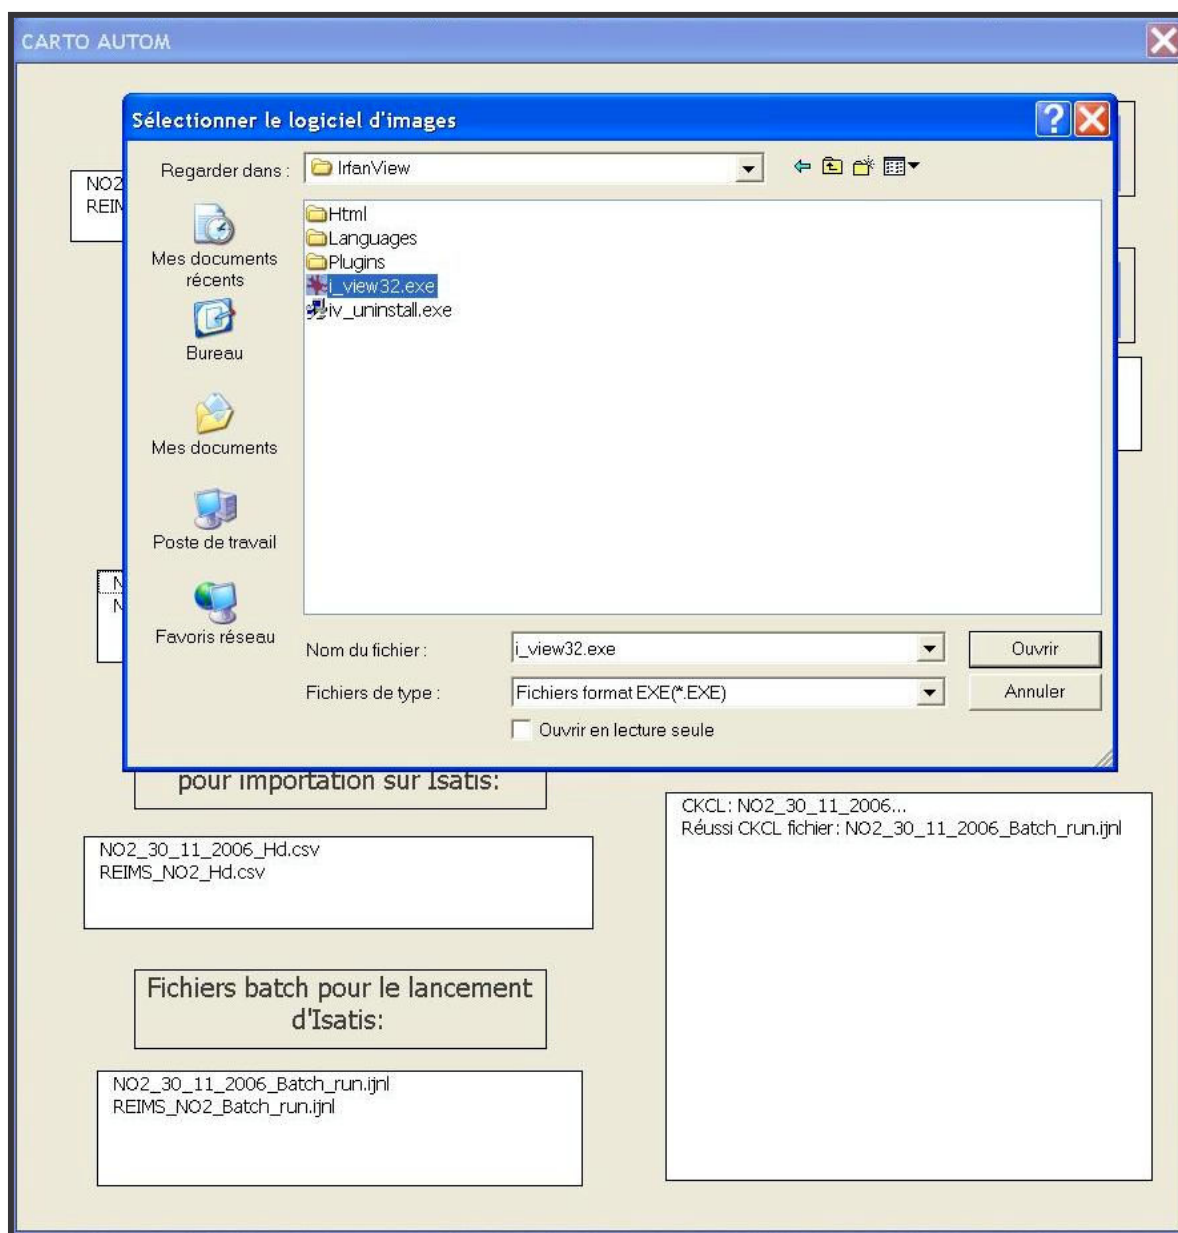 CARTO AUTOM
Sélectionner le logiciel d'images
Regarder dans :
IrfanView
NO2
REIM
Mes documents
récents
Bureau
Mes documents
Poste de travail
Favoris réseau
Html
Languages
Plugins
i_view32.exe
iv_uninstall.exe
N
N
Nom du fichier :
i_view32.exe
Ouvrir
Fichiers de type :
Fichiers format EXE(*.EXE)
Annuler
Ouvrir en lecture seule
pour importation sur Isatis:
NO2_30_11_2006_Hd.csv
REIMS_NO2_Hd.csv
Fichiers batch pour le lancement
d'Isatis:
NO2_30_11_2006_Batch_run.ijnl
REIMS_NO2_Batch_run.ijnl
CKCL: NO2_30_11_2006...
Réussi CKCL fichier: NO2_30_11_2006_Batch_run.ijnl